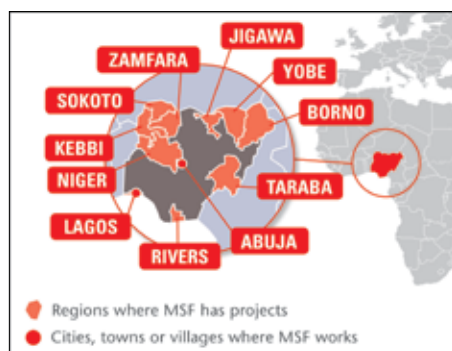 JIGAWA
ZAMFARA
YOBE
SOKOTO
BORNO
KEBBI
NIGER
TARABA
LAGOS
ABUJA
RIVERS
Regions where MSF has projects
Cities, towns or villages where MSF works